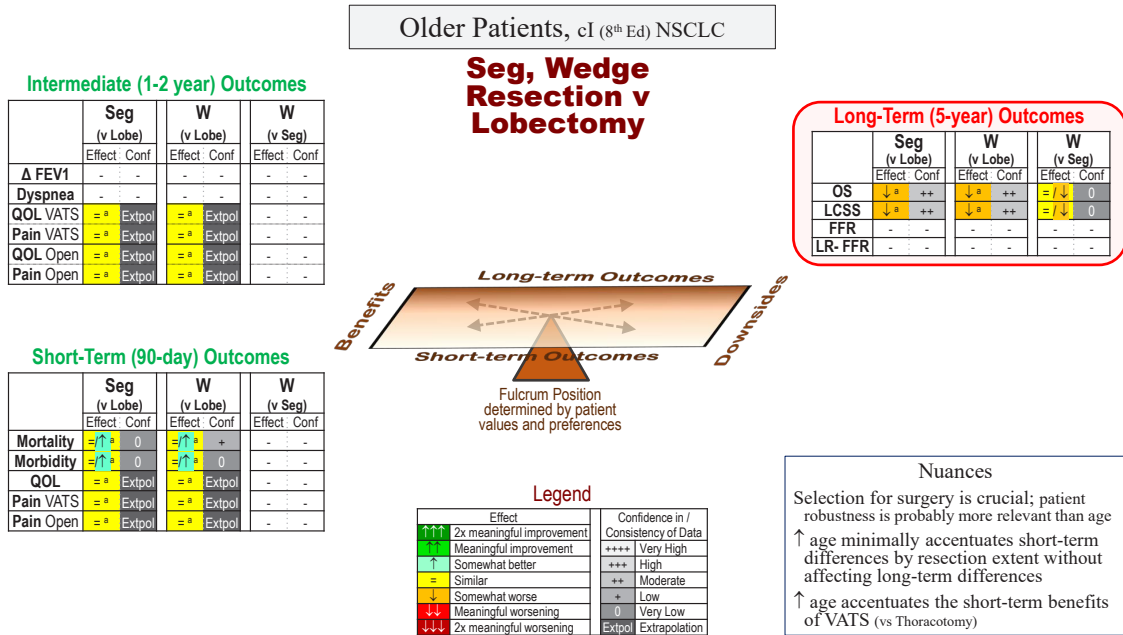 Older Patients, cI (8th Ed) NSCLC
Seg, Wedge
Resection v
Lobectomy
Intermediate (1-2 year) Outcomes
Seg W W
(v Lobe) (v Lobe) (v Seg)
Effect Conf Effect Conf Effect Conf
Δ FEV1 - - - - - -
Dyspnea - - - - - -
QOL VATS = a Extpol = a Extpol - -
Pain VATS = a Extpol = a Extpol - -
QOL Open = a Extpol = a Extpol - -
Pain Open = a Extpol = a Extpol - -
Long-Term (5-year) Outcomes
Seg W W
(v Lobe) (v Lobe) (v Seg)
Effect Conf Effect Conf Effect Conf
OS ↓ a ++ ↓ a ++ = / ↓ 0
LCSS ↓ a ++ ↓ a ++ = / ↓ 0
FFR - - - - - -
LR- FFR - - - - - -
Long-term Outcomes
Benefits
Downsides
Short-term Outcomes
Fulcrum Position
determined by patient
values and preferences
Short-Term (90-day) Outcomes
Seg W W
(v Lobe) (v Lobe) (v Seg)
Effect Conf Effect Conf Effect Conf
Mortality =/↑ a 0 =/↑ a + - -
Morbidity =/↑ a 0 =/↑ a 0 - -
QOL = a Extpol = a Extpol - -
Pain VATS = a Extpol = a Extpol - -
Pain Open = a Extpol = a Extpol - -
Legend
Effect
↑↑↑ 2x meaningful improvement
↑↑ Meaningful improvement
↑ Somewhat better
= Similar
↓ Somewhat worse
↓↓ Meaningful worsening
↓↓↓ 2x meaningful worsening
Confidence in /
Consistency of Data
++++ Very High
+++ High
++ Moderate
+ Low
0 Very Low
Extpol Extrapolation
Nuances
Selection for surgery is crucial; patient
robustness is probably more relevant than age
↑ age minimally accentuates short-term
differences by resection extent without
affecting long-term differences
↑ age accentuates the short-term benefits
of VATS (vs Thoracotomy)